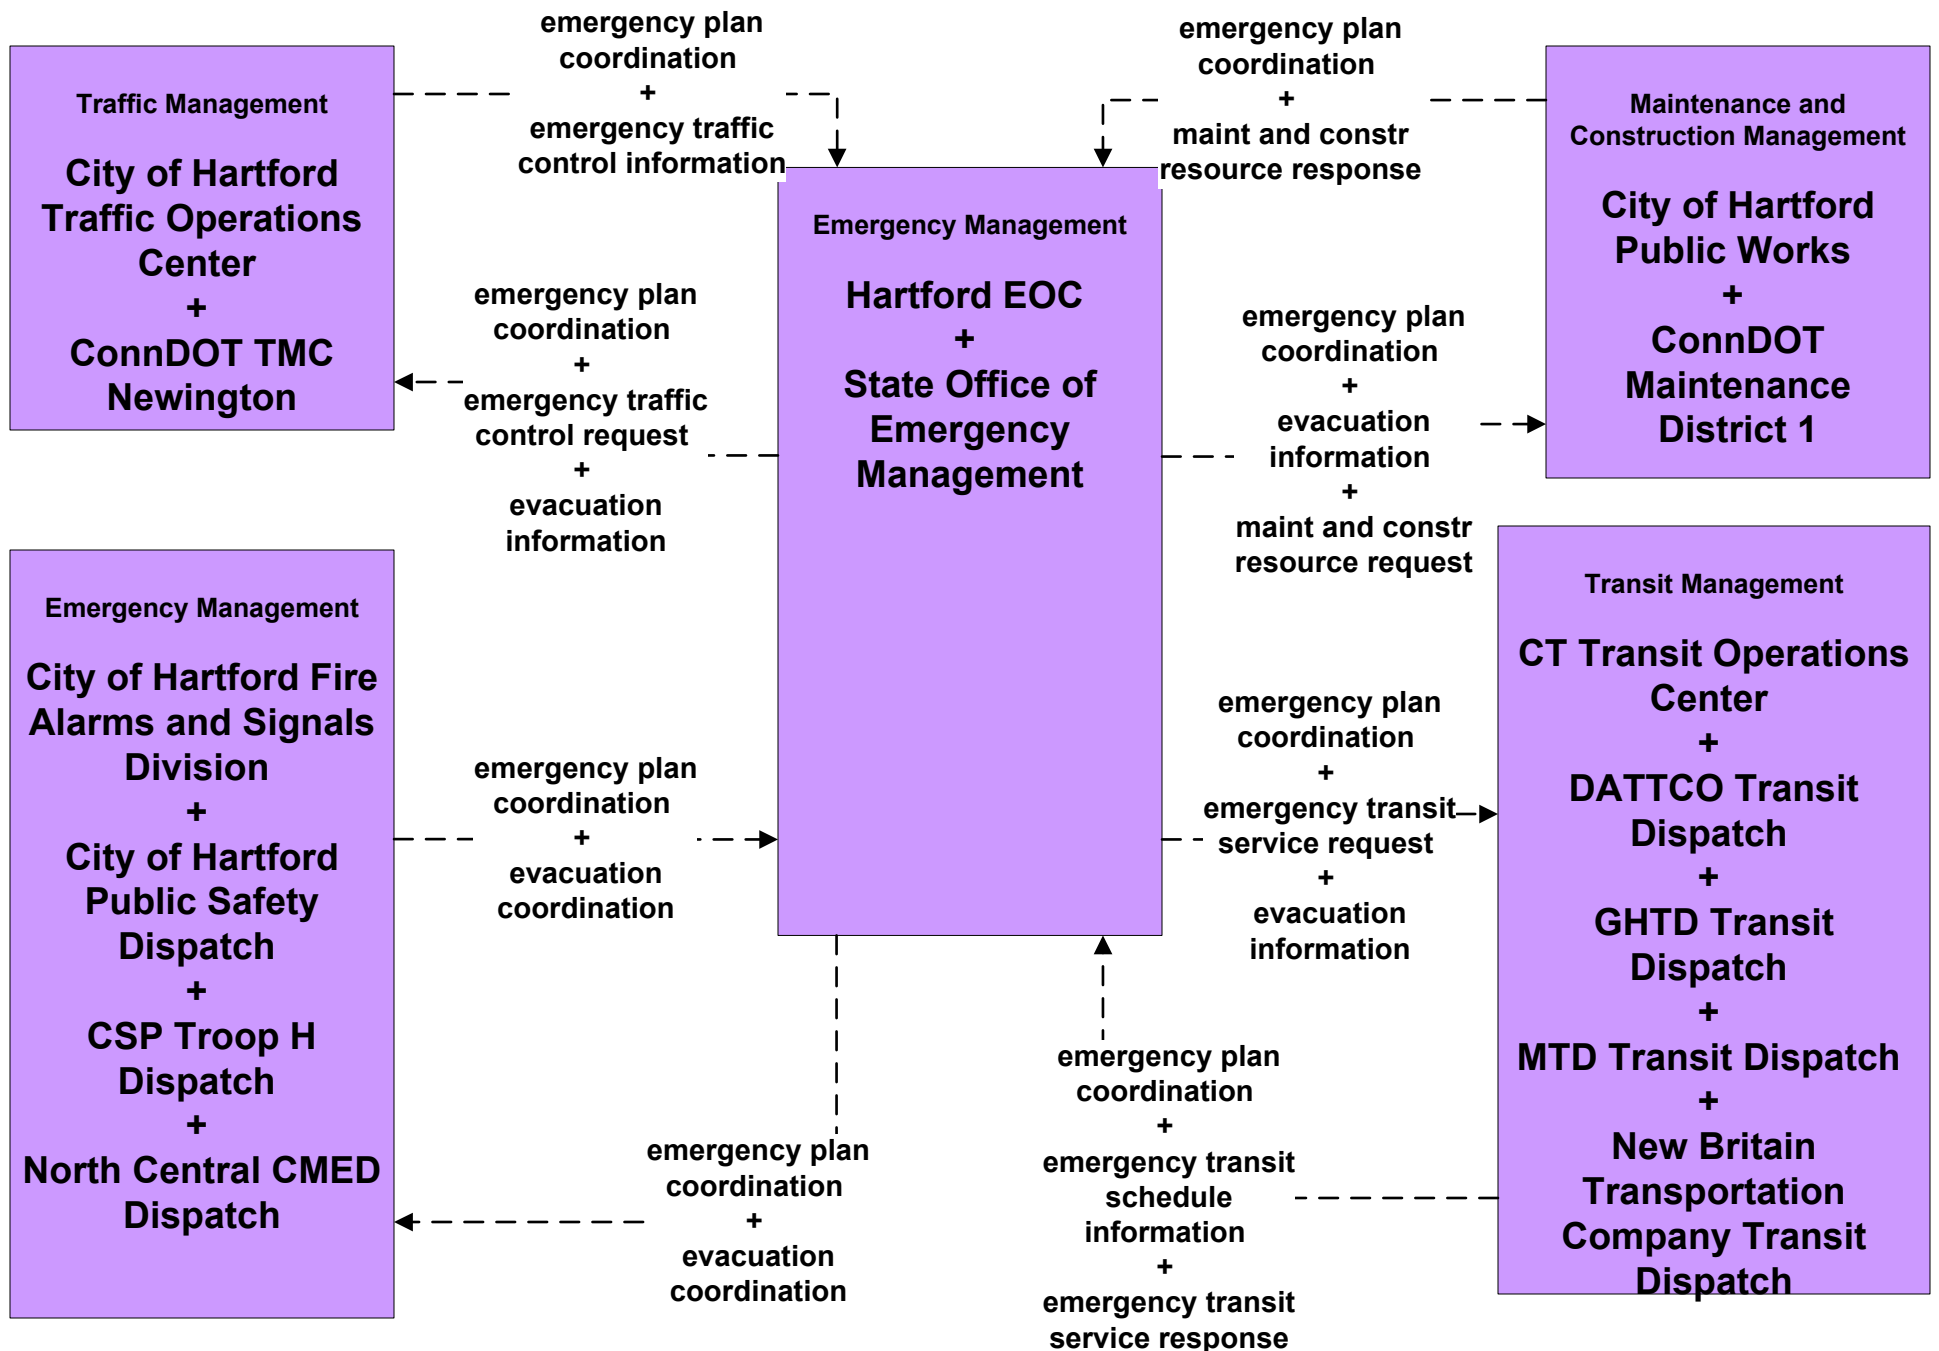 emergency plan
coordination
+
emergency traffic
control information
emergency plan
coordination
+
maint and constr
resource response
Traffic Management
City of Hartford
Traffic Operations
Center
+
ConnDOT TMC
Newington
Maintenance and
Construction Management
City of Hartford
Public Works
+
ConnDOT
Maintenance
District 1
Emergency Management
Hartford EOC
+
State Office of
Emergency
Management
emergency plan
coordination
+
emergency traffic
control request
+
evacuation
information
emergency plan
coordination
+
evacuation
information
+
maint and constr
resource request
Emergency Management
City of Hartford Fire
Alarms and Signals
Division
+
City of Hartford
Public Safety
Dispatch
+
CSP Troop H
Dispatch
+
North Central CMED
Dispatch
emergency plan
coordination
+
evacuation
coordination
emergency plan
coordination
+
emergency transit
service request
+
evacuation
information
Transit Management
CT Transit Operations
Center
+
DATTCO Transit
Dispatch
+
GHTD Transit
Dispatch
+
MTD Transit Dispatch
+
New Britain
Transportation
Company Transit
Dispatch
emergency plan
coordination
+
evacuation
coordination
emergency plan
coordination
+
emergency transit
schedule
information
+
emergency transit
service response